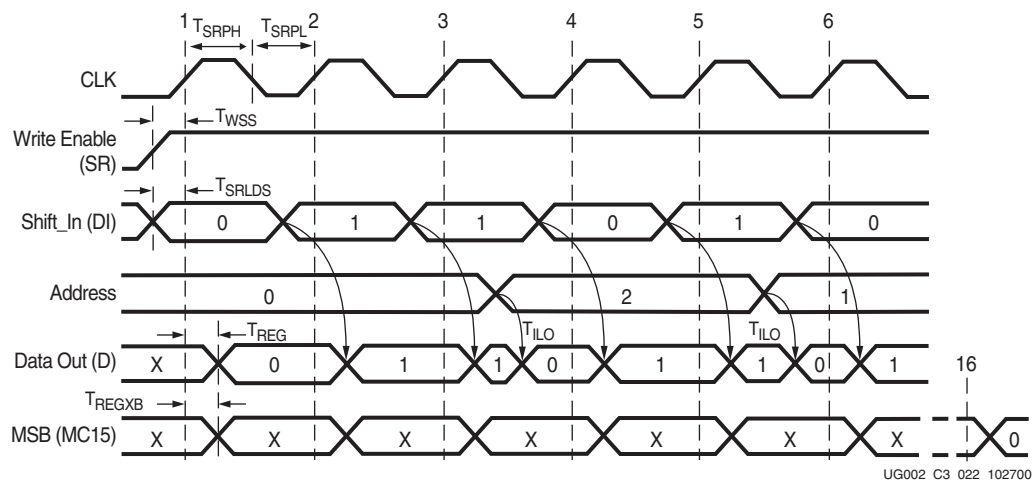 1 T_SRPH T_SRPL 2 3 4 5 6
CLK
T_WSS
Write Enable
(SR)
T_SRLDS
Shift_In (DI) 0 1 1 0 1 0
Address 0 2 1
T_REG T_ILO T_ILO
Data Out (D) X 0 1 1 0 1 1 0 1 16
T_REGXB
MSB (MC15) X X X X X X X 0
UG002_C3_022_102700